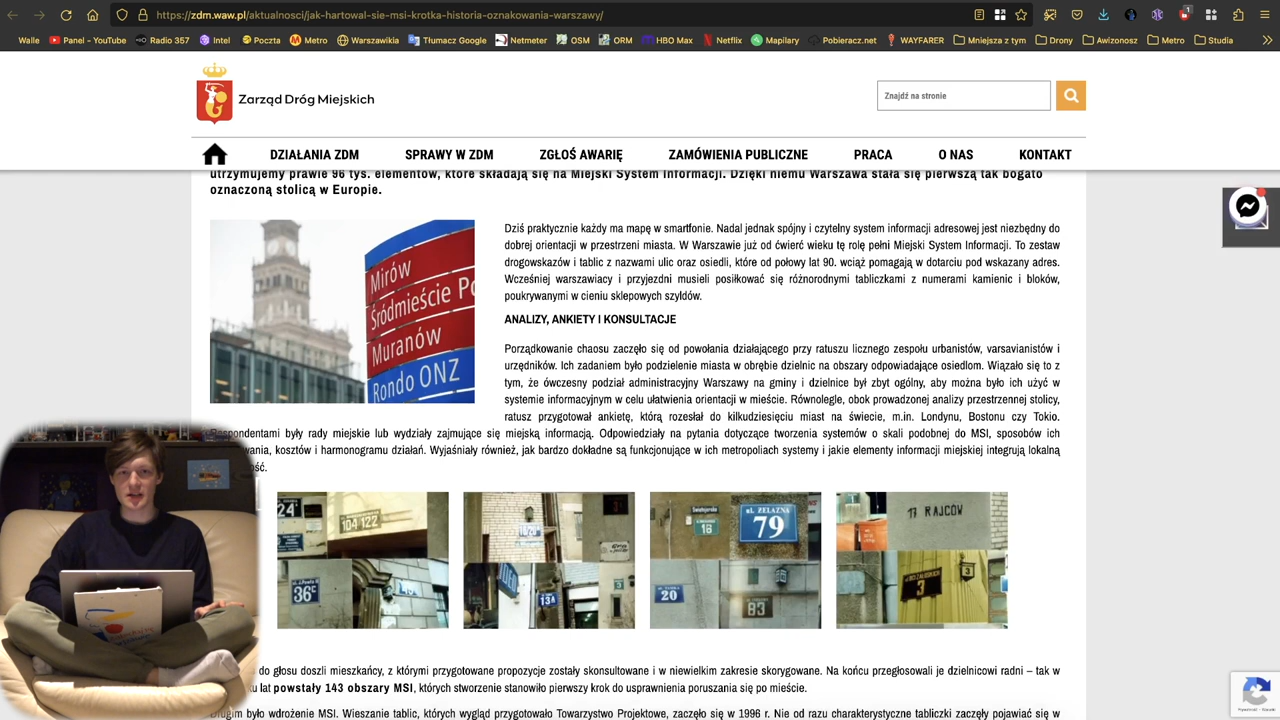 https://zdm.waw.pl/aktualnosci/jak-hartowal-sie-msi-krotka-historia-oznakowania-warszawy/
Walle Panel - YouTube Radio 357 Intel Poczta Metro Warszawikia Tłumacz Google Netmeter OSM ORM HBO Max Netflix Mapilary Pobieracz.net WAYFARER Mniejsza z tym Drony Awizonosz Metro Studia
Zarząd Dróg Miejskich
Znajdź na stronie
DZIAŁANIA ZDM SPRAWY W ZDM ZGŁOŚ AWARIĘ ZAMÓWIENIA PUBLICZNE PRACA O NAS KONTAKT
utrzymujemy prawie 96 tys. elementów, które składają się na Miejski System Informacji. Dzięki niemu Warszawa stała się pierwszą tak bogato
oznaczoną stolicą w Europie.
Mirów
Śródmieście Pó
Muranów
Rondo ONZ
Dziś praktycznie każdy ma mapę w smartfonie. Nadal jednak spójny i czytelny system informacji adresowej jest niezbędny do
dobrej orientacji w przestrzeni miasta. W Warszawie już od ćwierć wieku tę rolę pełni Miejski System Informacji. To zestaw
drogowskazów i tablic z nazwami ulic oraz osiedli, które od połowy lat 90. wciąż pomagają w dotarciu pod wskazany adres.
Wcześniej warszawiacy i przyjezdni musieli posiłkować się różnorodnymi tabliczkami z numerami kamienic i bloków,
poukrywanymi w cieniu sklepowych szyldów.
ANALIZY, ANKIETY I KONSULTACJE
Porządkowanie chaosu zaczęło się od powołania działającego przy ratuszu licznego zespołu urbanistów, varsavianistów i
urzędników. Ich zadaniem było podzielenie miasta w obrębie dzielnic na obszary odpowiadające osiedlom. Wiązało się to z
tym, że ówczesny podział administracyjny Warszawy na gminy i dzielnice był zbyt ogólny, aby można było ich użyć w
systemie informacyjnym w celu ułatwienia orientacji w mieście. Równolegle, obok prowadzonej analizy przestrzennej stolicy,
ratusz przygotował ankietę, którą rozesłał do kilkudziesięciu miast na świecie, m.in. Londynu, Bostonu czy Tokio.
Respondentami były rady miejskie lub wydziały zajmujące się miejską informacją. Odpowiedziały na pytania dotyczące tworzenia systemów o skali podobnej do MSI, sposobów ich
wania, kosztów i harmonogramu działań. Wyjaśniały również, jak bardzo dokładne są funkcjonujące w ich metropoliach systemy i jakie elementy informacji miejskiej integrują lokalną
ość.
24 104 122 36c
13A
ul. ŻELAZNA 79 18 20 83
17 RAJCÓW 3 3
do głosu doszli mieszkańcy, z którymi przygotowane propozycje zostały skonsultowane i w niewielkim zakresie skorygowane. Na końcu przegłosowali je dzielnicowi radni – tak w
u lat powstały 143 obszary MSI, których stworzenie stanowiło pierwszy krok do usprawnienia poruszania się po mieście.
Drugim było wdrożenie MSI. Wieszanie tablic, których wygląd przygotowało Towarzystwo Projektowe, zaczęło się w 1996 r. Nie od razu charakterystyczne tabliczki zaczęły pojawiać się w